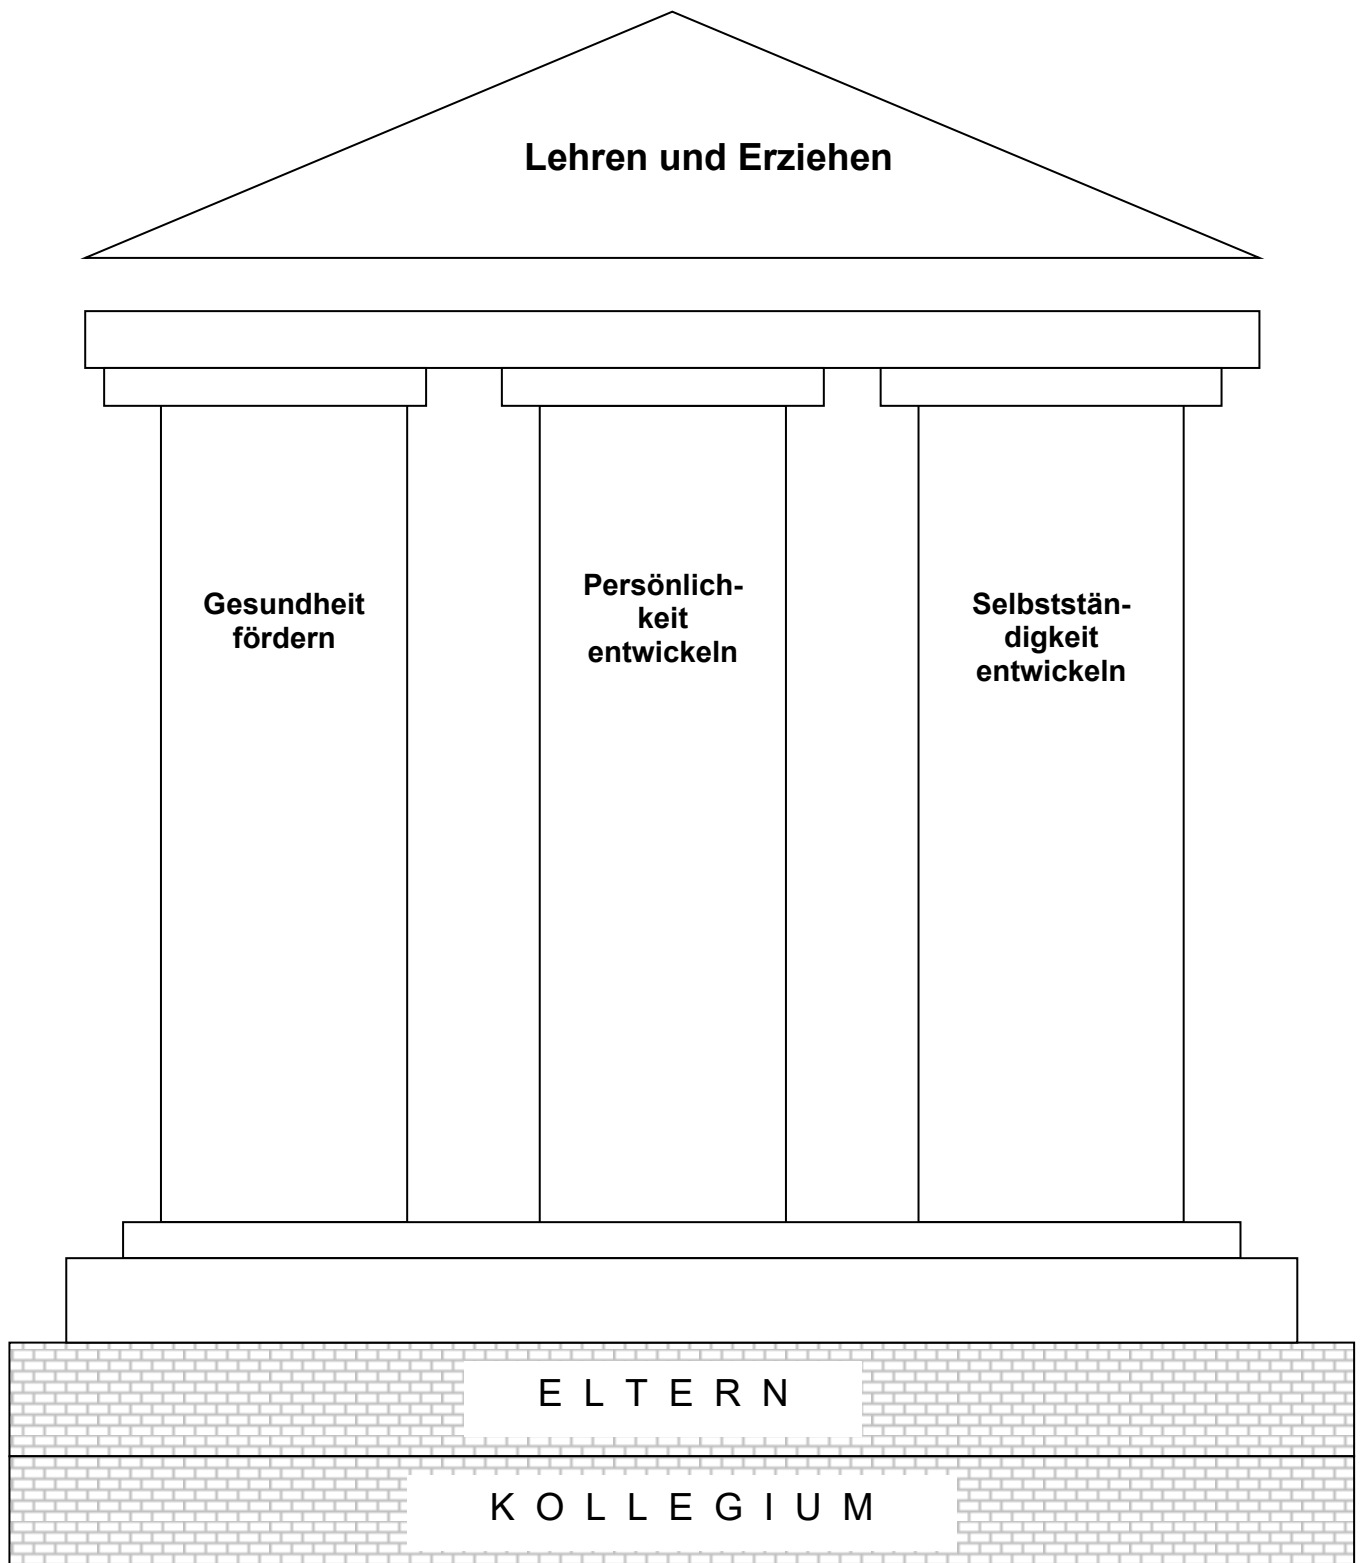 Lehren und Erziehen
Gesundheit
fördern
Persönlich-
keit
entwickeln
Selbststän-
digkeit
entwickeln
E L T E R N
K O L L E G I U M